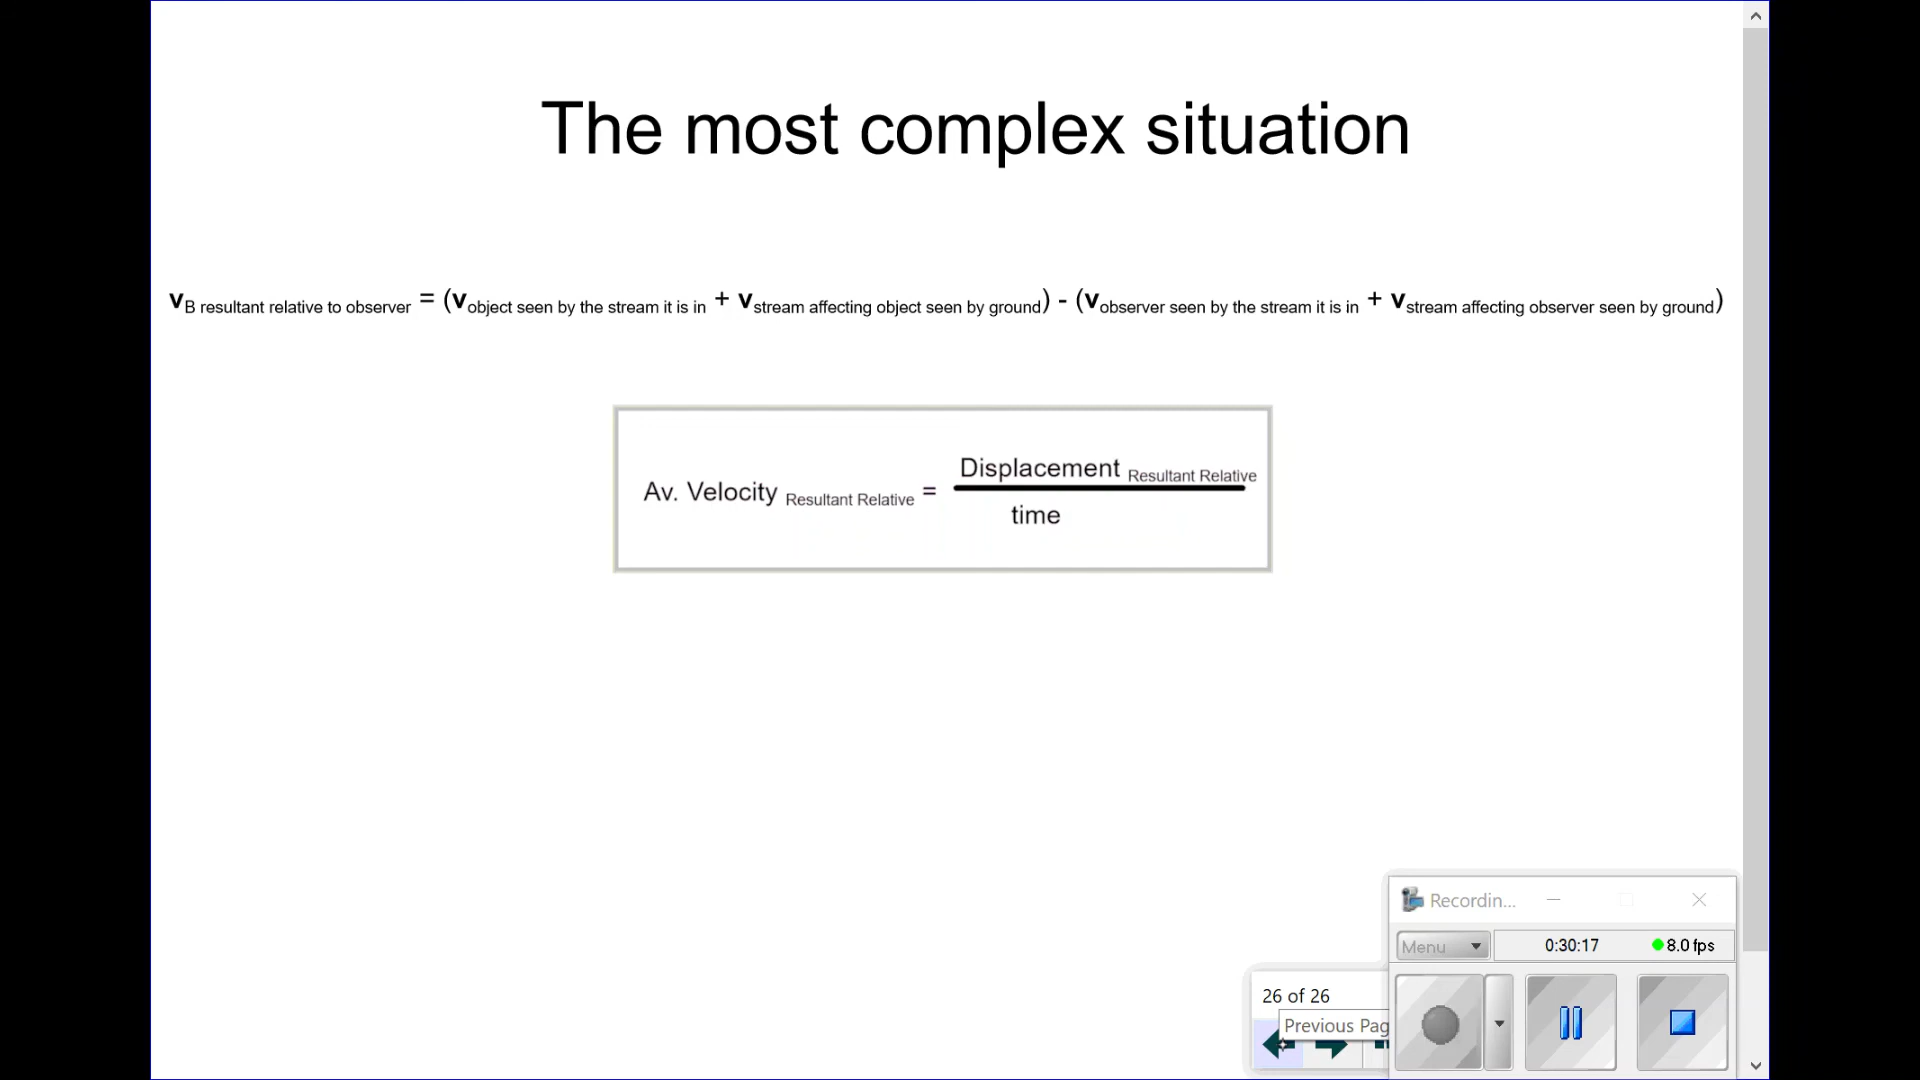 The most complex situation
vB resultant relative to observer = (vobject seen by the stream it is in + vstream affecting object seen by ground) - (vobserver seen by the stream it is in + vstream affecting observer seen by ground)
Displacement Resultant Relative
Av. Velocity Resultant Relative =
time
Recordin...
Menu 0:30:17 8.0 fps
26 of 26
Previous Pag